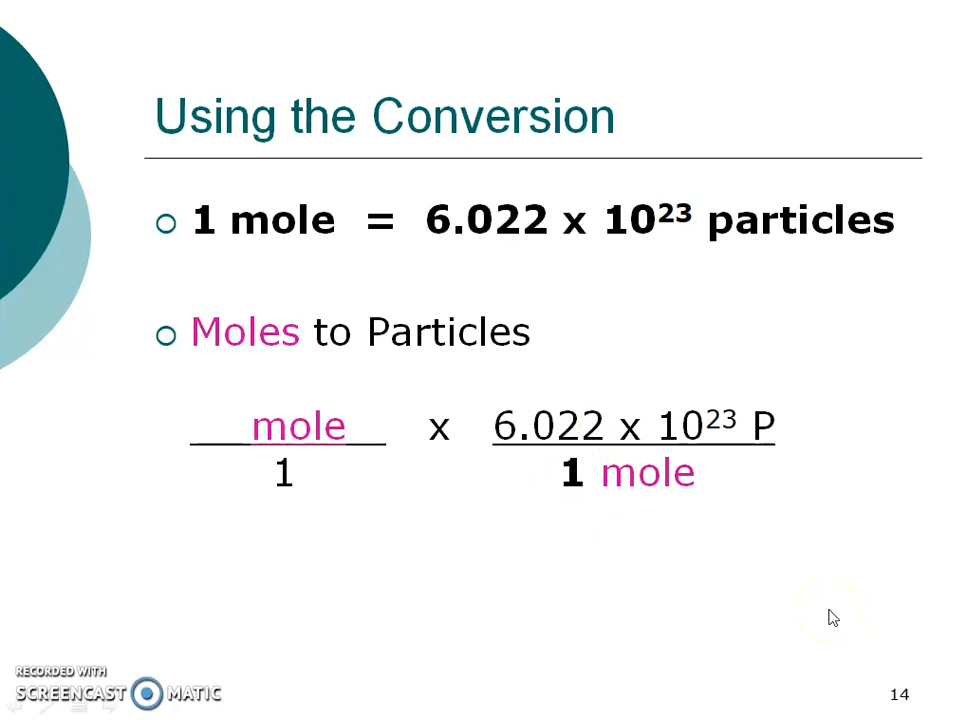 Using the Conversion
1 mole = 6.022 x 10²³ particles
Moles to Particles
___mole__ x 6.022 x 10²³ P
1 1 mole
RECORDED WITH
SCREENCAST MATIC
14